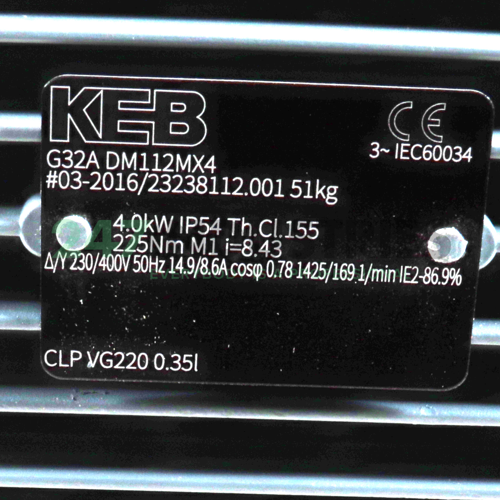 KEB
CE
3~ IEC60034
G32A DM112MX4
#03-2016/23238112.001 51kg
4.0kW IP54 Th.Cl.155
225Nm M1 i=8.43
Δ/Y 230/400V 50Hz 14.9/8.6A cosφ 0.78 1425/169 1/min IE2-86.9%
CLP VG220 0.35l